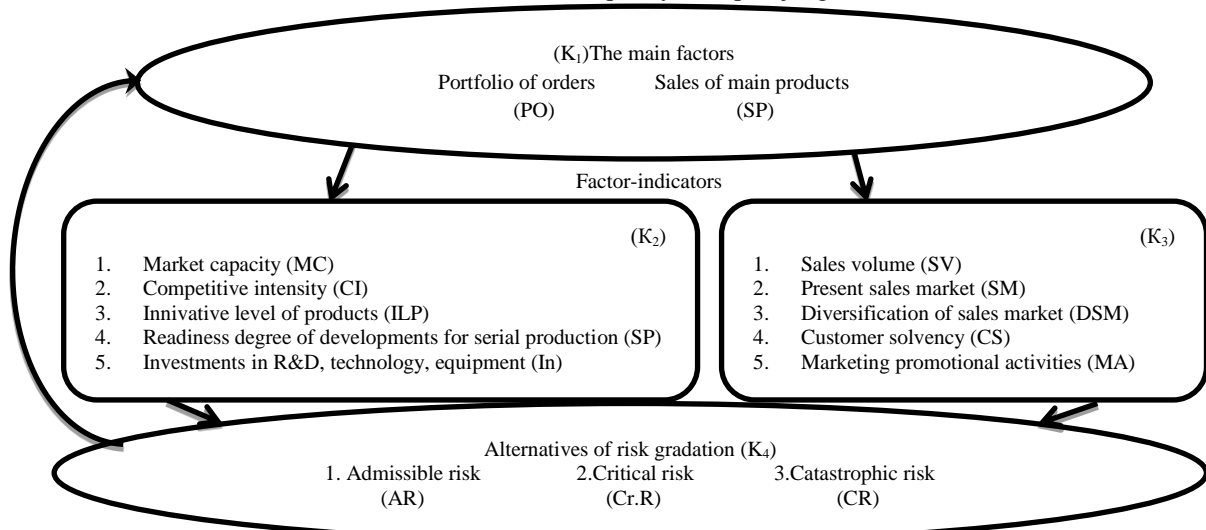 (K1)The main factors
Portfolio of orders Sales of main products
(PO) (SP)
Factor-indicators
(K2)
1. Market capacity (MC)
2. Competitive intensity (CI)
3. Innivative level of products (ILP)
4. Readiness degree of developments for serial production (SP)
5. Investments in R&D, technology, equipment (In)
(K3)
1. Sales volume (SV)
2. Present sales market (SM)
3. Diversification of sales market (DSM)
4. Customer solvency (CS)
5. Marketing promotional activities (MA)
Alternatives of risk gradation (K4)
1. Admissible risk 2.Critical risk 3.Catastrophic risk
(AR) (Cr.R) (CR)